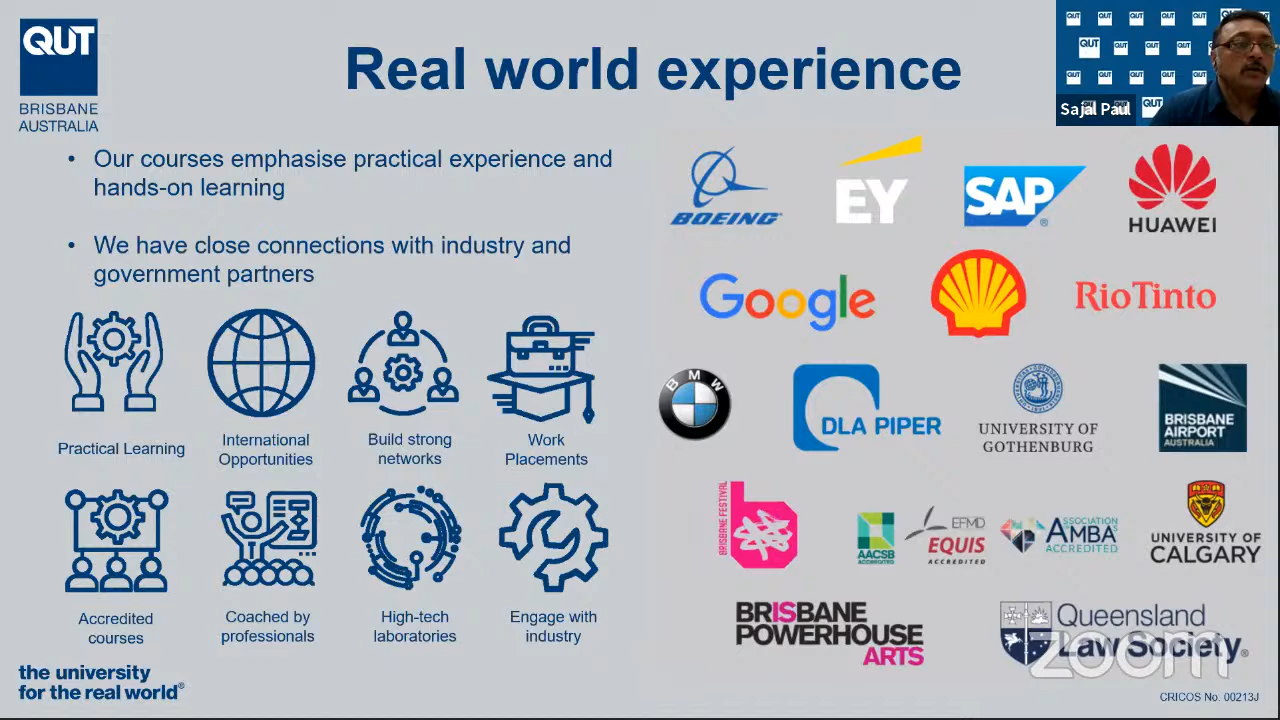 QUT
BRISBANE
AUSTRALIA
Real world experience
Sajal Paul
• Our courses emphasise practical experience and
hands-on learning
• We have close connections with industry and
government partners
Practical Learning
International
Opportunities
Build strong
networks
Work
Placements
Accredited
courses
Coached by
professionals
High-tech
laboratories
Engage with
industry
the university
for the real world®
BOEING
EY
SAP®
HUAWEI
Google
RioTinto
BMW
DLA PIPER
UNIVERSITY OF
GOTHENBURG
BRISBANE
AIRPORT
AUSTRALIA
BRISBANE FESTIVAL
AACSB
ACCREDITED
EFMD
EQUIS
ACCREDITED
ASSOCIATION
AMBA
ACCREDITED
UNIVERSITY OF
CALGARY
BRISBANE
POWERHOUSE
ARTS
Queensland
Law Society®
zoom
CRICOS No. 00213J